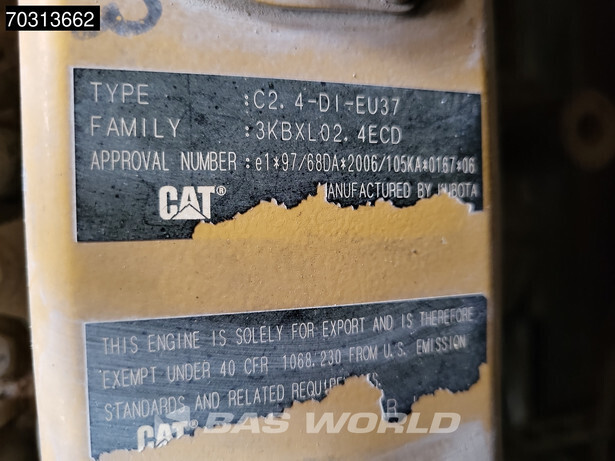 70313662
TYPE :C2.4-DI-EU37
FAMILY :3KBXL02.4ECD
APPROVAL NUMBER :e1*97/68DA*2006/105KA*0167*06
CAT® MANUFACTURED BY KUBOTA
THIS ENGINE IS SOLELY FOR EXPORT AND IS THEREFORE
EXEMPT UNDER 40 CFR 1068.230 FROM U.S. EMISSION
STANDARDS AND RELATED
CAT
BAS WORLD